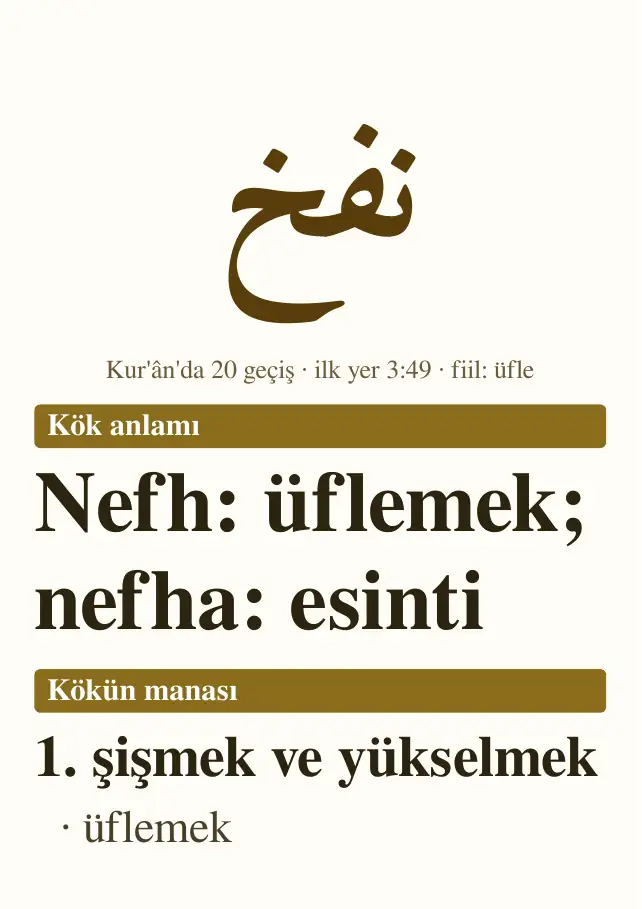 نفخ
Kur'ân'da 20 geçiş · ilk yer 3:49 · fiil: üfle
Kök anlamı
Nefh: üflemek;
nefha: esinti
Kökün manası
1. şişmek ve yükselmek
· üflemek